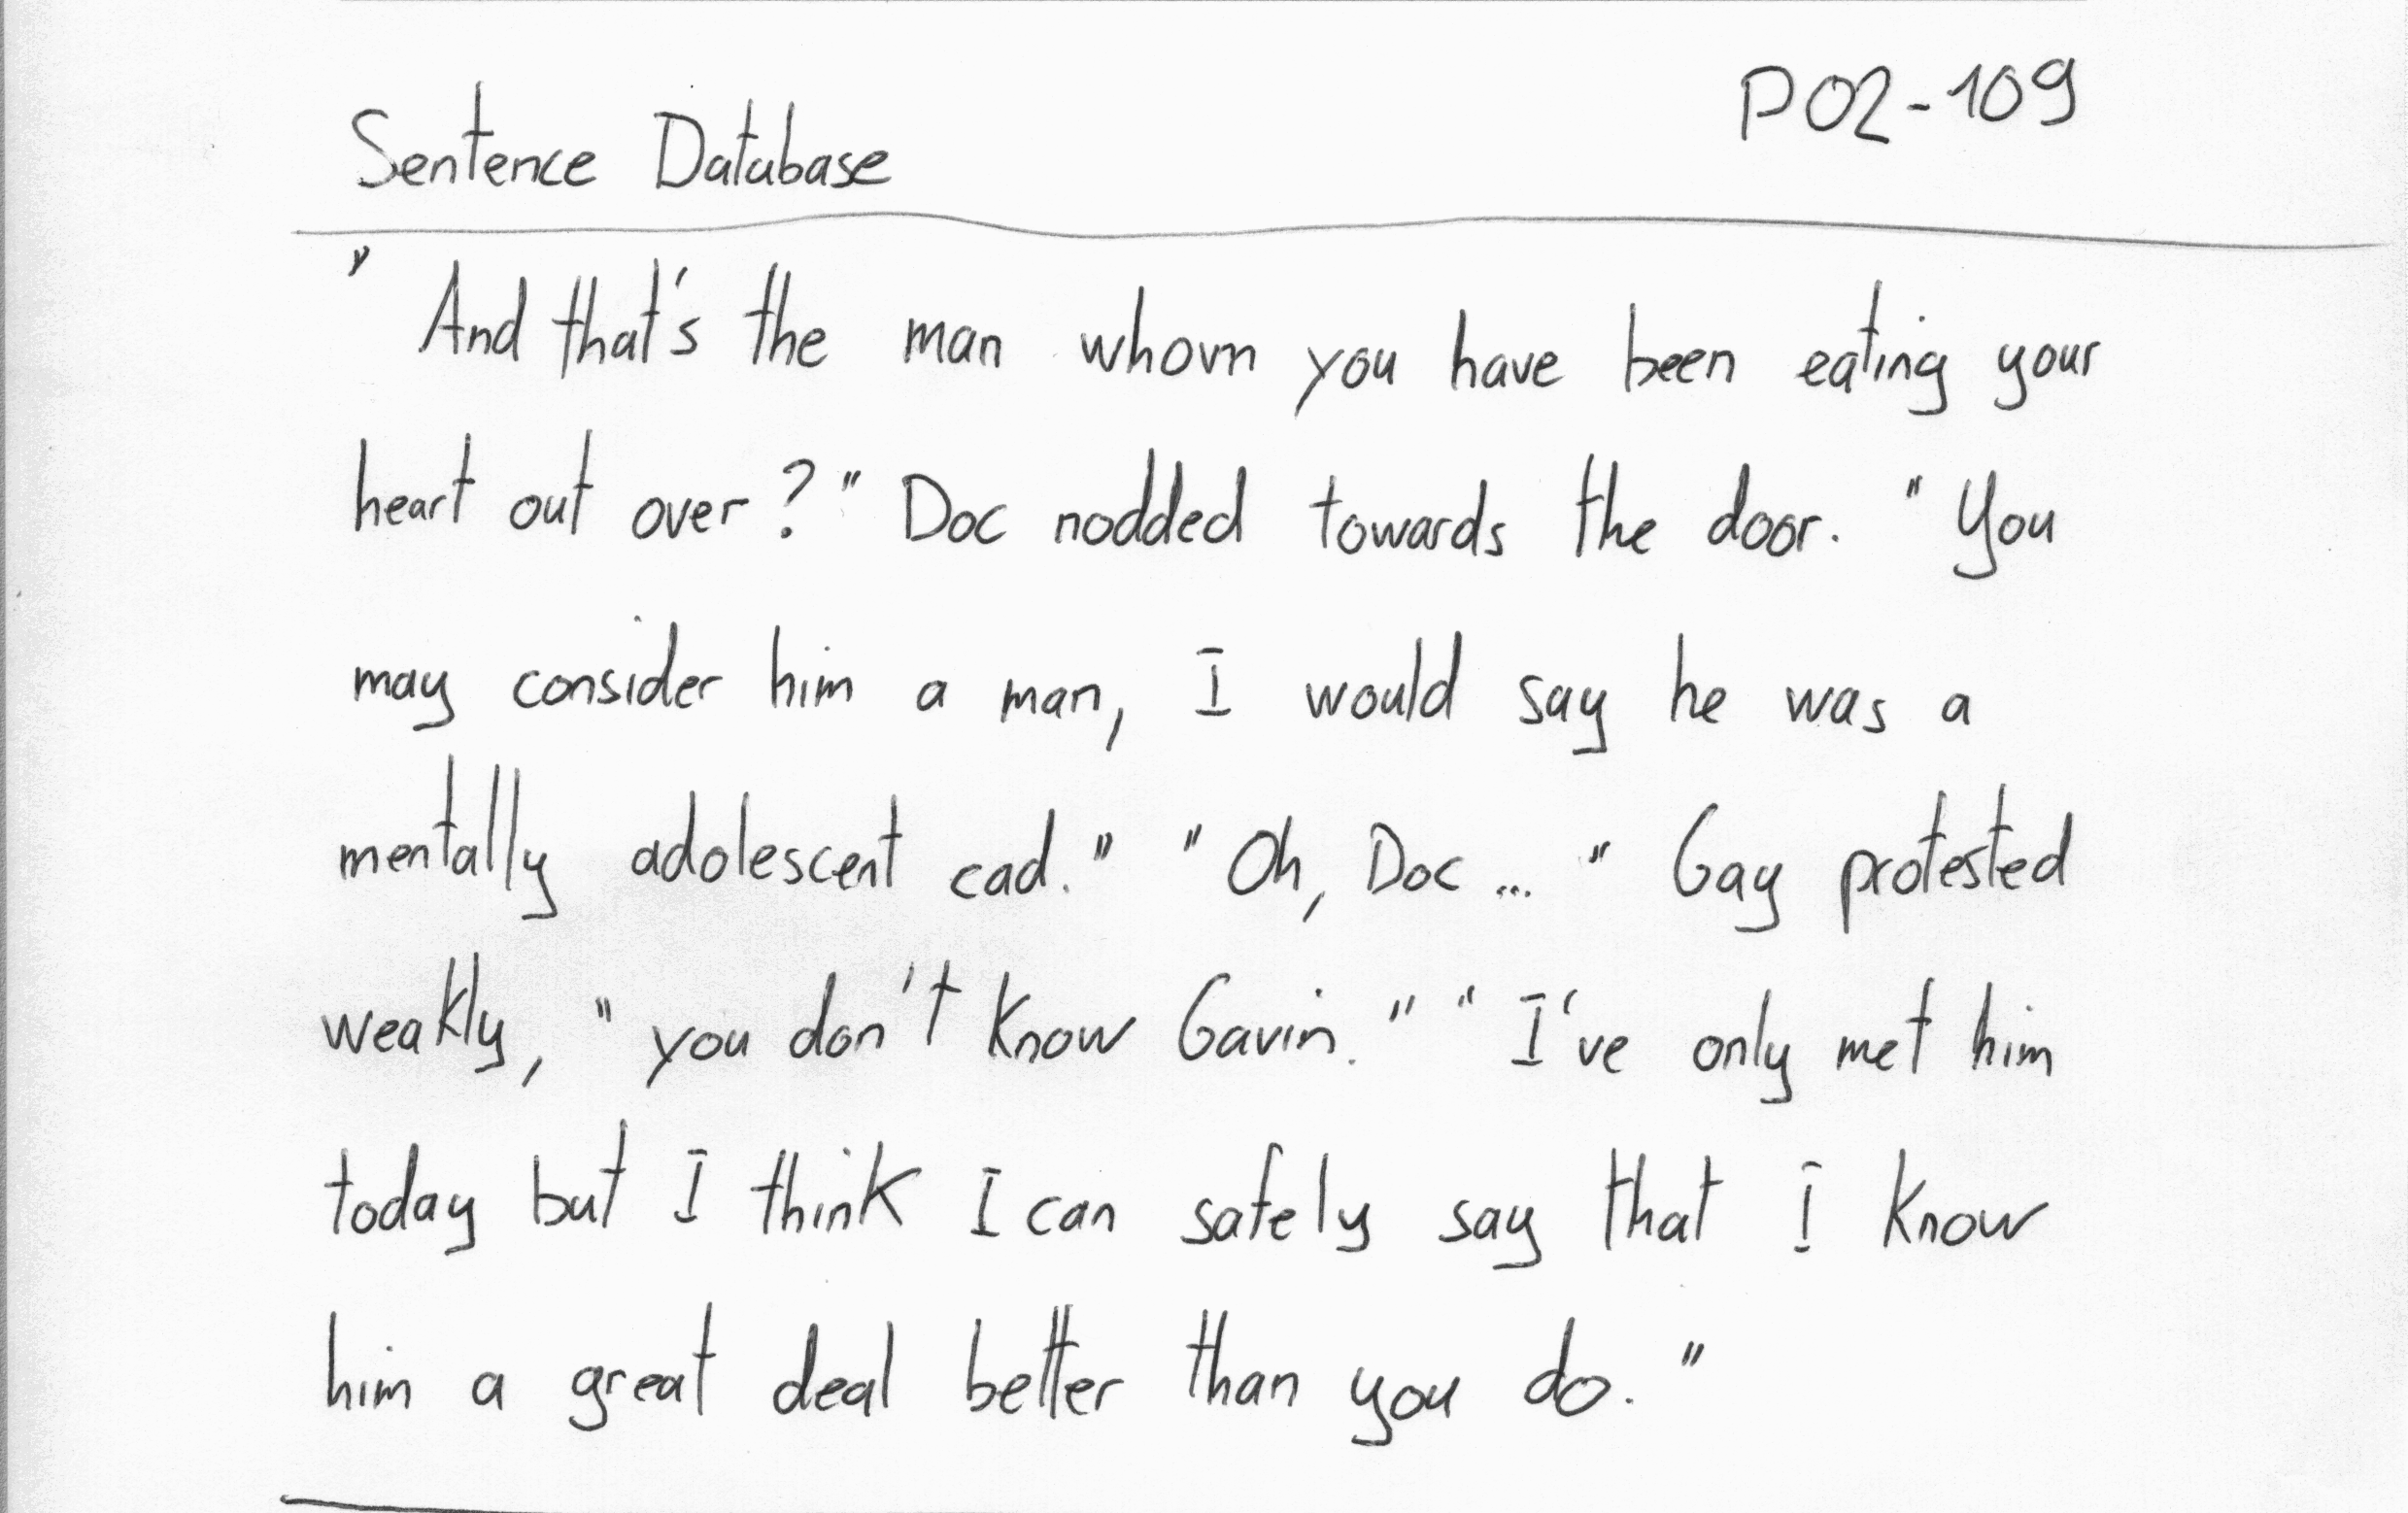 Sentence Database P02-109
" And that's the man whom you have been eating your
heart out over ? " Doc nodded towards the door. " You
may consider him a man, I would say he was a
mentally adolescent cad. " " Oh, Doc ... " Gay protested
weakly, " you don't know Gavin. " " I've only met him
today but I think I can safely say that I know
him a great deal better than you do. "